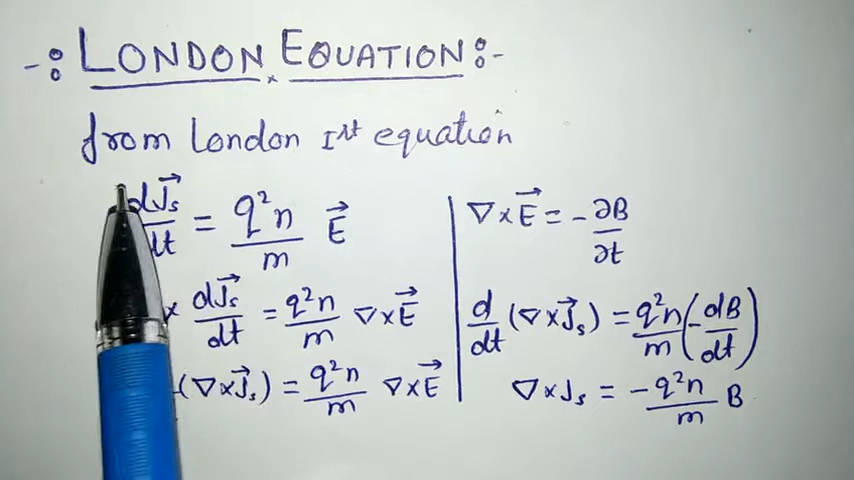 -: LONDON EQUATION :-
from London Ist equation
dJ⃗s/dt = q²n/m E⃗
× dJ⃗s/dt = q²n/m ∇×E⃗
(∇×J⃗s) = q²n/m ∇×E⃗
∇×E⃗ = -∂B/∂t
d/dt (∇×J⃗s) = q²n/m (-dB/dt)
∇×Js = -q²n/m B